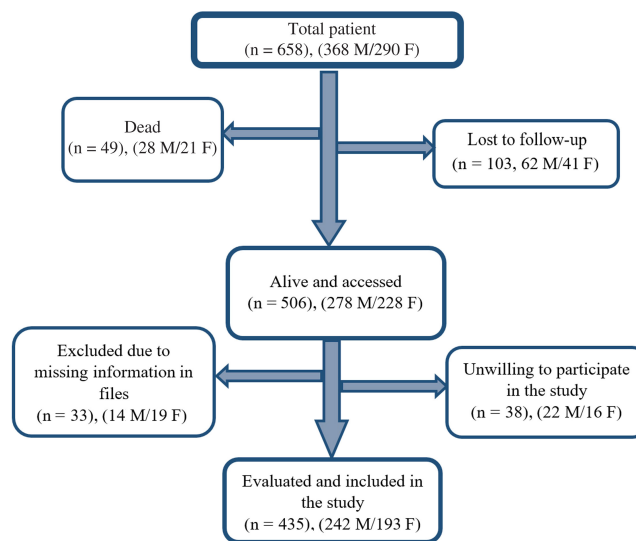 Total patient
(n = 658), (368 M/290 F)
Dead
(n = 49), (28 M/21 F)
Lost to follow-up
(n = 103, 62 M/41 F)
Alive and accessed
(n = 506), (278 M/228 F)
Excluded due to
missing information in
files
(n = 33), (14 M/19 F)
Unwilling to participate
in the study
(n = 38), (22 M/16 F)
Evaluated and included in
the study
(n = 435), (242 M/193 F)